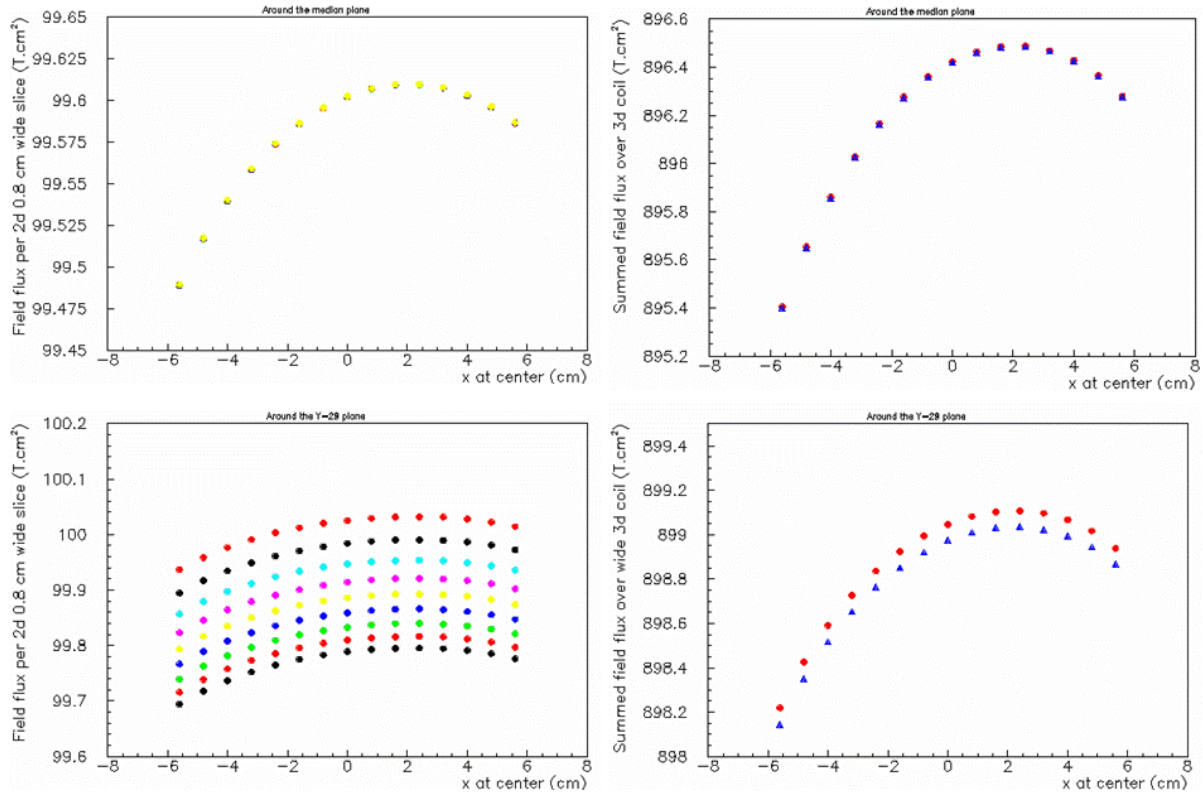 Around the median plane
Field flux per 2d 0.8 cm wide slice (T.cm²)
99.65
99.625
99.6
99.575
99.55
99.525
99.5
99.475
99.45
−8 −6 −4 −2 0 2 4 6 8
x at center (cm)
Around the median plane
Summed field flux over 3d coil (T.cm²)
896.6
896.4
896.2
896
895.8
895.6
895.4
895.2
−8 −6 −4 −2 0 2 4 6 8
x at center (cm)
Around the Y−29 plane
Field flux per 2d 0.8 cm wide slice (T.cm²)
100.2
100.1
100
99.9
99.8
99.7
99.6
−8 −6 −4 −2 0 2 4 6 8
x at center (cm)
Around the Y−29 plane
Summed field flux over wide 3d coil (T.cm²)
899.4
899.2
899
898.8
898.6
898.4
898.2
898
−8 −6 −4 −2 0 2 4 6 8
x at center (cm)